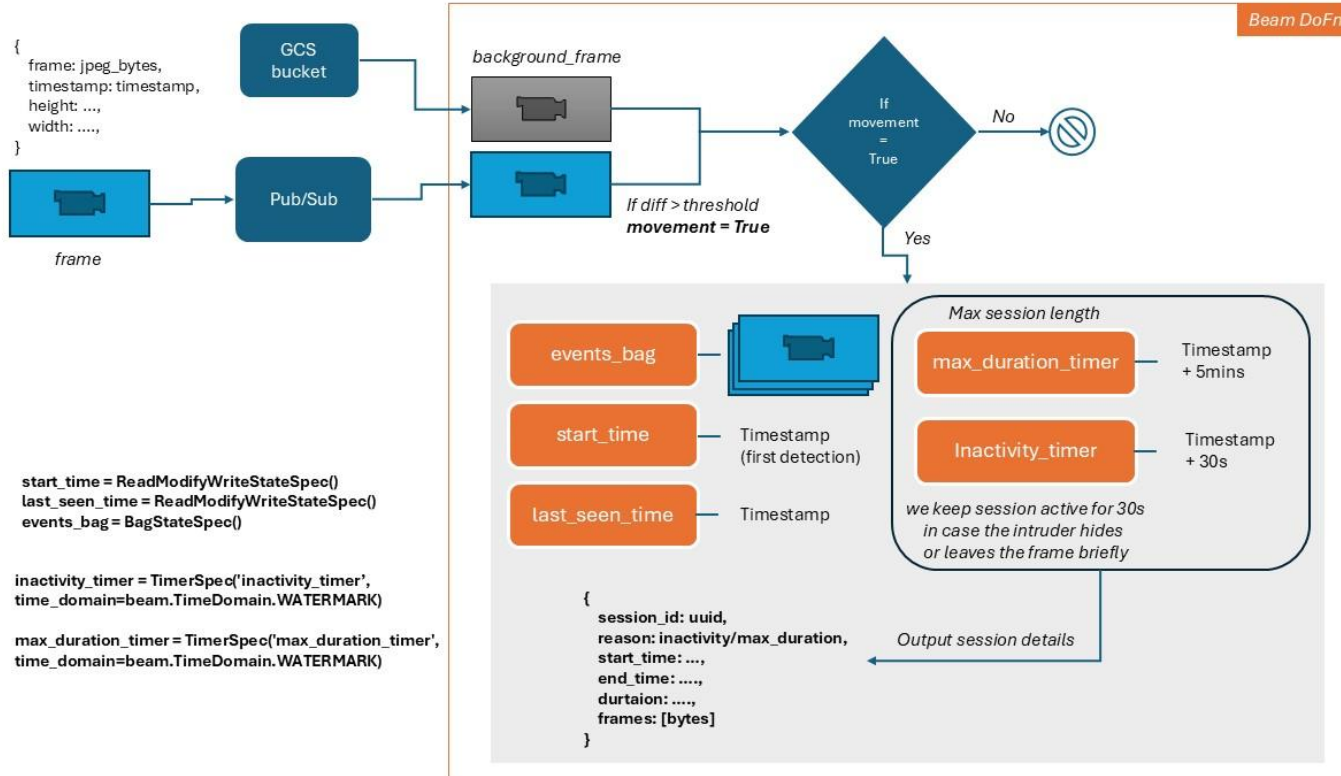 Beam DoFn
{
frame: jpeg_bytes,
timestamp: timestamp,
height: ...,
width: ....,
}
frame
GCS
bucket
Pub/Sub
background_frame
If diff > threshold
movement = True
If
movement
=
True
No
Yes
events_bag
start_time
Timestamp
(first detection)
last_seen_time
Timestamp
Max session length
max_duration_timer
Timestamp
+ 5mins
Inactivity_timer
Timestamp
+ 30s
we keep session active for 30s
in case the intruder hides
or leaves the frame briefly
Output session details
{
session_id: uuid,
reason: inactivity/max_duration,
start_time: ...,
end_time: ....,
durtaion: ....,
frames: [bytes]
}
start_time = ReadModifyWriteStateSpec()
last_seen_time = ReadModifyWriteStateSpec()
events_bag = BagStateSpec()
inactivity_timer = TimerSpec('inactivity_timer’,
time_domain=beam.TimeDomain.WATERMARK)
max_duration_timer = TimerSpec('max_duration_timer',
time_domain=beam.TimeDomain.WATERMARK)